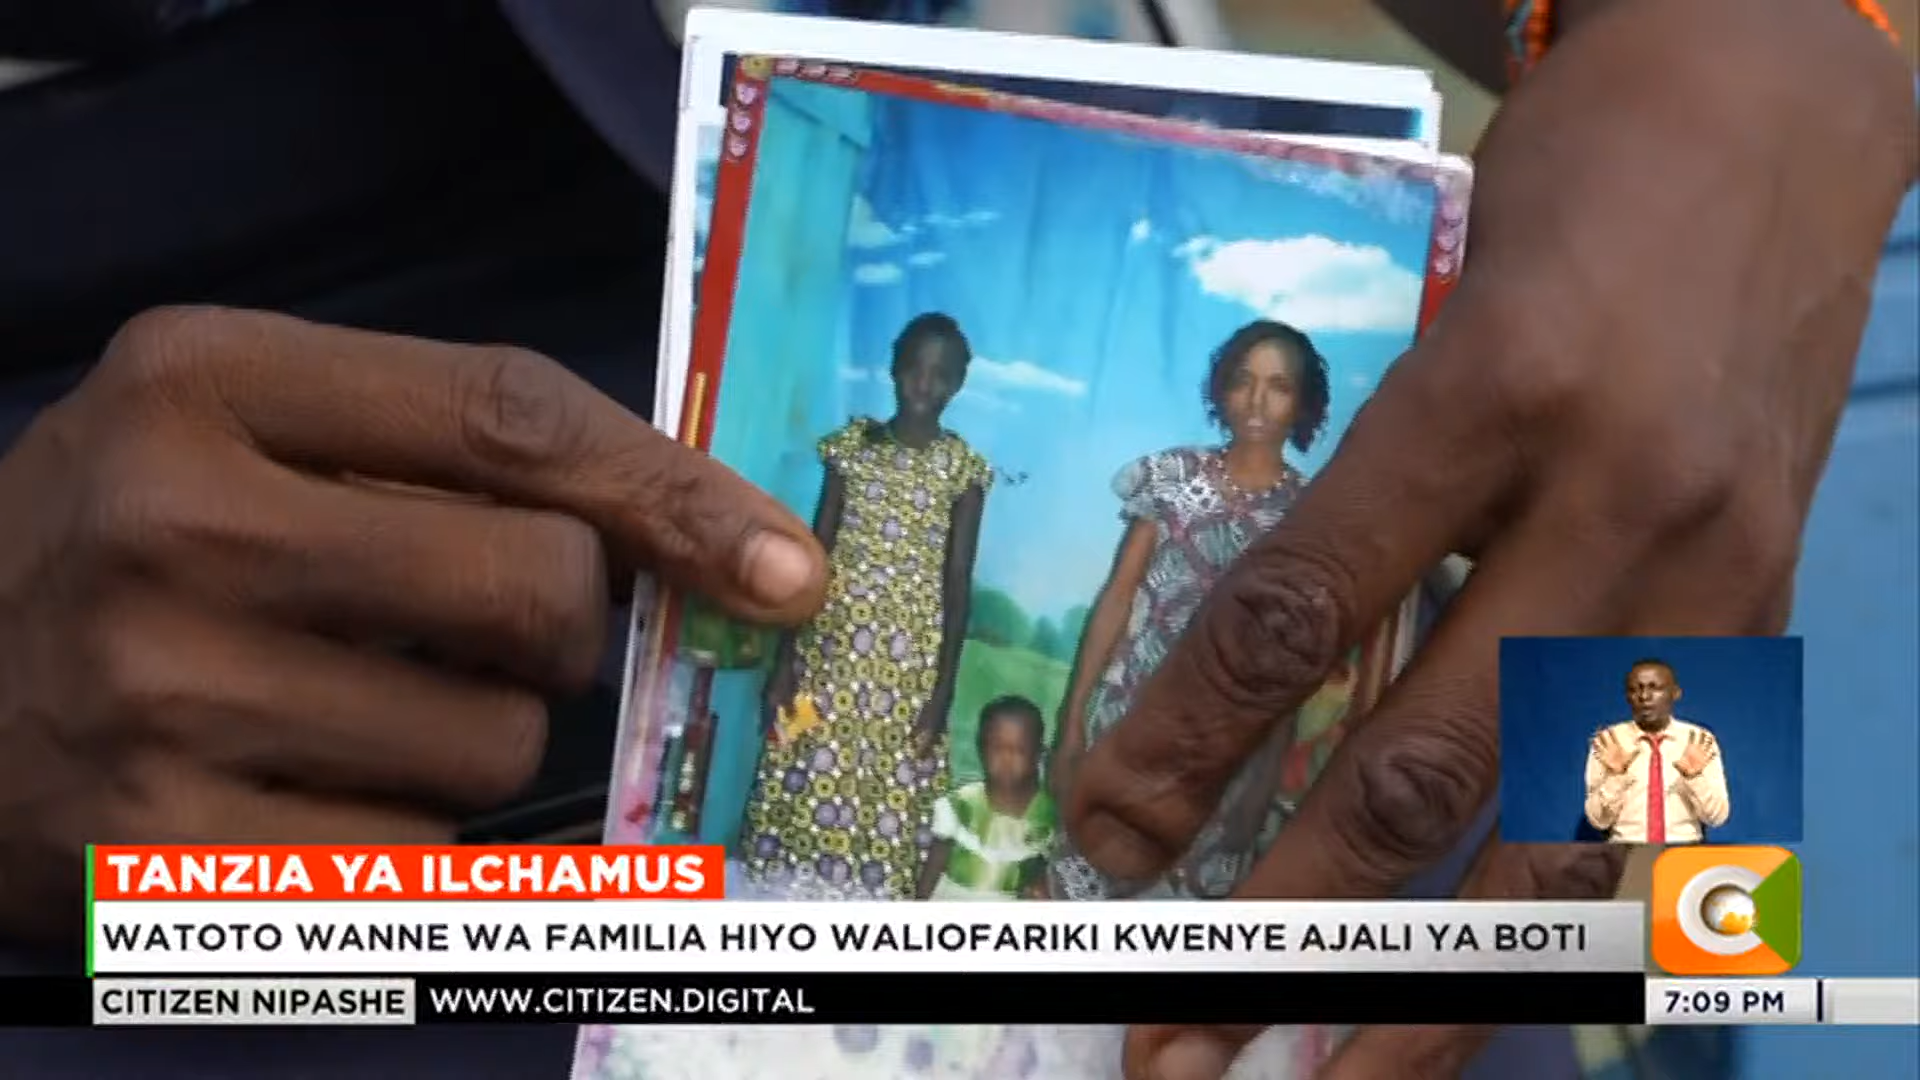 TANZIA YA ILCHAMUS
WATOTO WANNE WA FAMILIA HIYO WALIOFARIKI KWENYE AJALI YA BOTI
CITIZEN NIPASHE WWW.CITIZEN.DIGITAL
7:09 PM